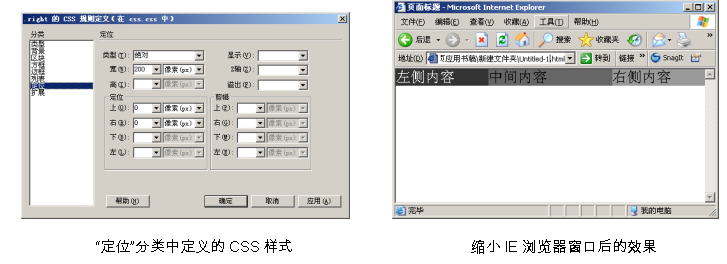 .right 的 CSS 规则定义（在 css.css 中）
分类
定位
类型
背景
区块
方框
边框
列表
定位
扩展
类型(T): 绝对
显示(V):
宽(W): 200 像素(px)
Z轴(Z):
高(I): 像素(px)
溢出(F):
定位
剪辑
上(O): 0 像素(px)
上(P): 像素(px)
右(R): 0 像素(px)
右(G): 像素(px)
下(B): 像素(px)
下(M): 像素(px)
左(L): 像素(px)
左(E): 像素(px)
帮助(H)
确定
取消
应用(A)
“定位”分类中定义的 CSS 样式
页面标题 - Microsoft Internet Explorer
文件(F) 编辑(E) 查看(V) 收藏(A) 工具(T) 帮助(H)
后退 搜索 收藏夹
地址(D) 应用书稿\新建文件夹\Untitled-1.html 转到 链接 » SnagIt
左侧内容 中间内容 右侧内容
完毕 我的电脑
缩小 IE 浏览器窗口后的效果